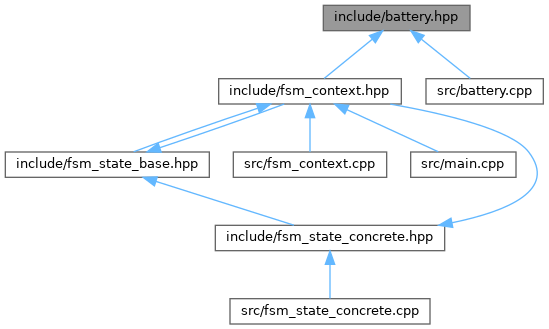 include/battery.hpp
include/fsm_context.hpp
src/battery.cpp
include/fsm_state_base.hpp
src/fsm_context.cpp
src/main.cpp
include/fsm_state_concrete.hpp
src/fsm_state_concrete.cpp